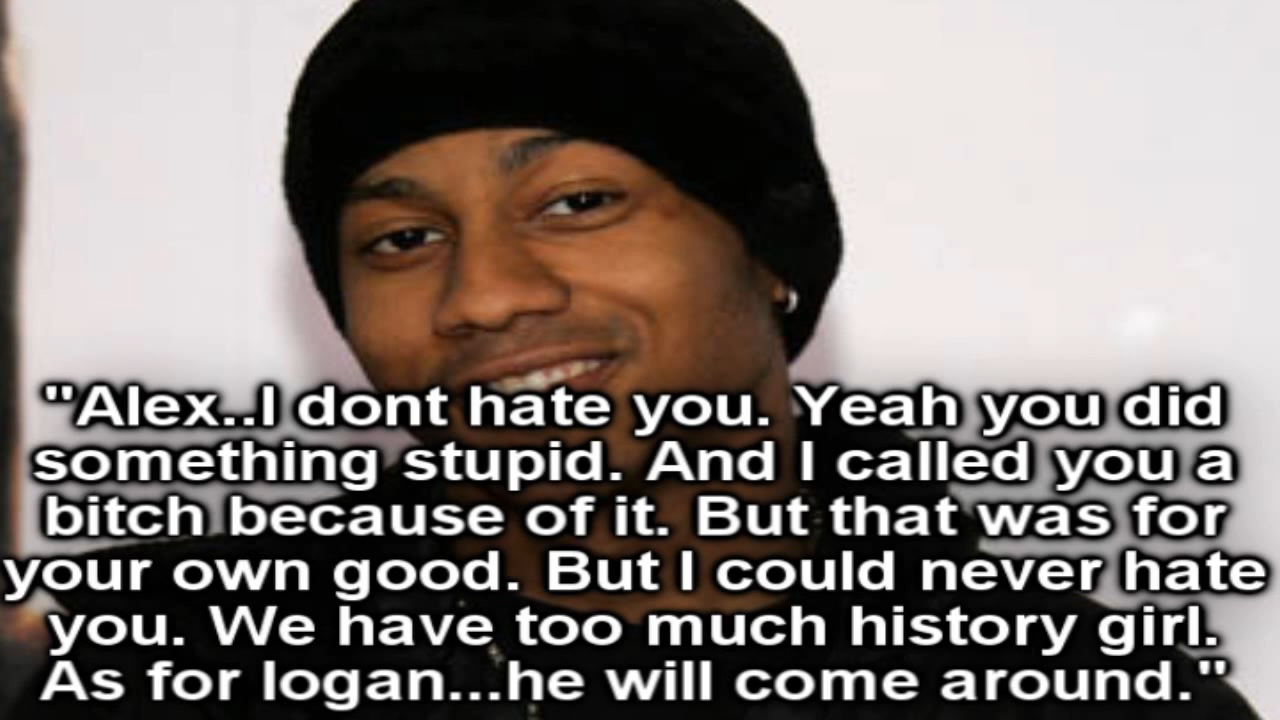 "Alex..I dont hate you. Yeah you did
something stupid. And I called you a
bitch because of it. But that was for
your own good. But I could never hate
you. We have too much history girl.
As for logan...he will come around."